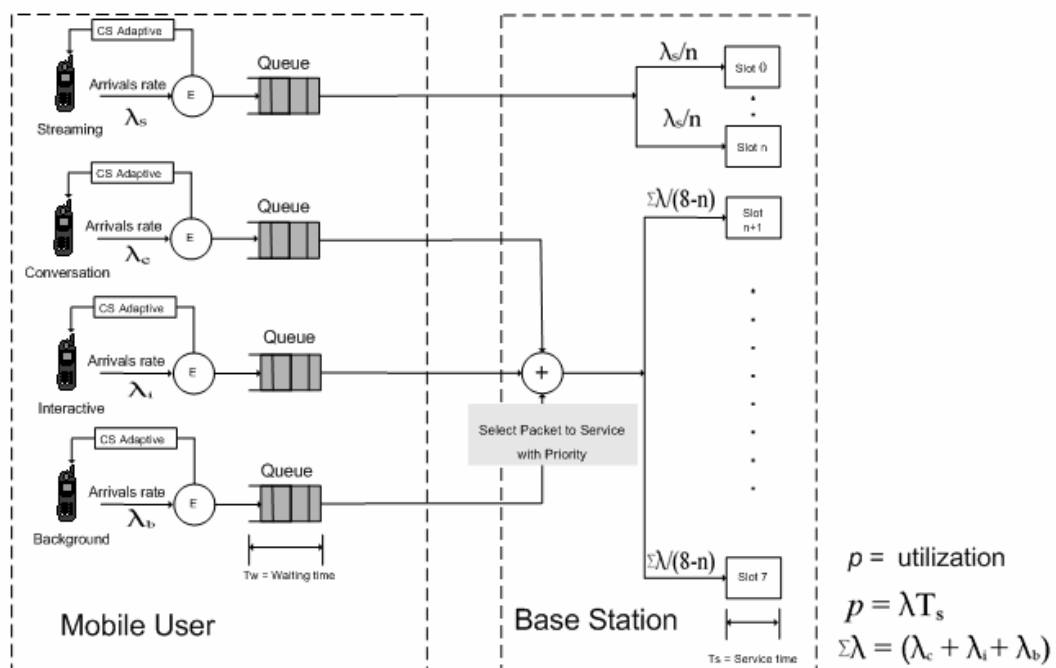 CS Adaptive
Arrivals rate
λs
E
Streaming
Queue
λs/n
Slot 0
λs/n
Slot n
CS Adaptive
Arrivals rate
λc
E
Conversation
Queue
Σλ/(8-n)
Slot
n+1
CS Adaptive
Arrivals rate
λi
E
Interactive
Queue
+
Select Packet to Service
with Priority
CS Adaptive
Arrivals rate
λb
E
Background
Queue
Tw = Waiting time
Σλ/(8-n)
Slot 7
Ts = Service time
Mobile User
Base Station
p = utilization
p = λTs
Σλ = (λc + λi + λb)